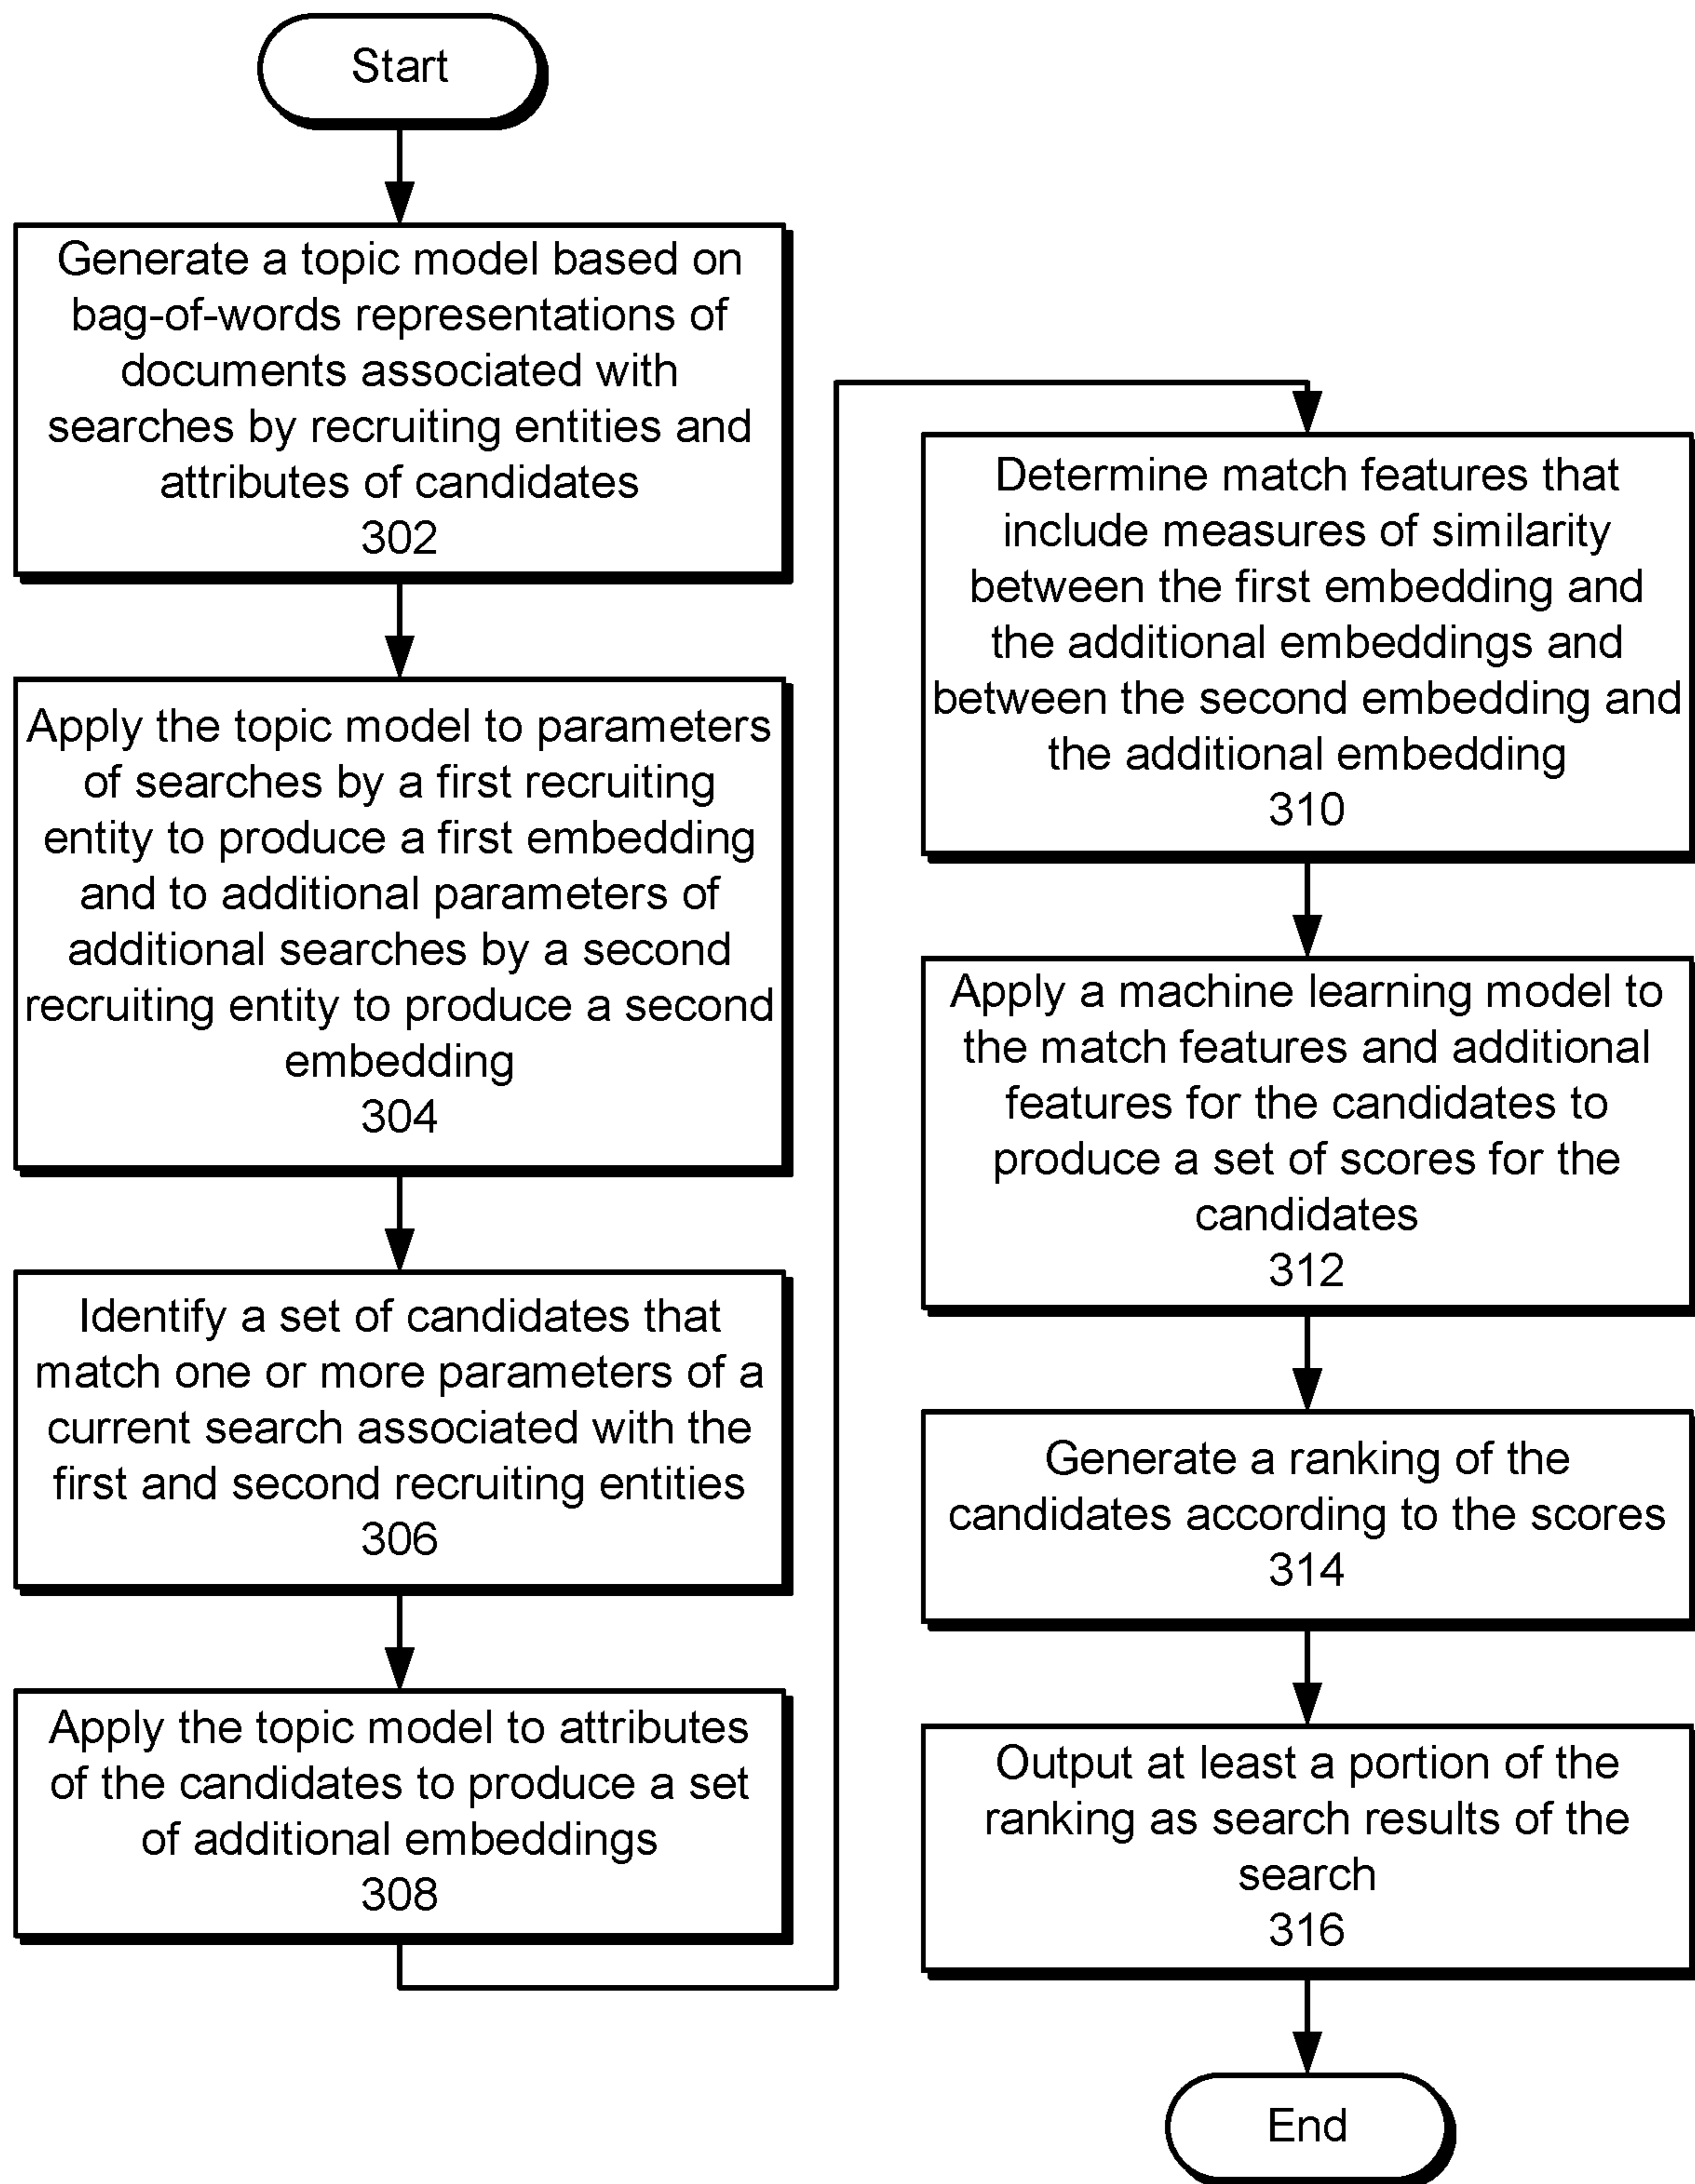 Start
Generate a topic model based on
bag-of-words representations of
documents associated with
searches by recruiting entities and
attributes of candidates
302
Apply the topic model to parameters
of searches by a first recruiting
entity to produce a first embedding
and to additional parameters of
additional searches by a second
recruiting entity to produce a second
embedding
304
Identify a set of candidates that
match one or more parameters of a
current search associated with the
first and second recruiting entities
306
Apply the topic model to attributes
of the candidates to produce a set
of additional embeddings
308
Determine match features that
include measures of similarity
between the first embedding and
the additional embeddings and
between the second embedding and
the additional embedding
310
Apply a machine learning model to
the match features and additional
features for the candidates to
produce a set of scores for the
candidates
312
Generate a ranking of the
candidates according to the scores
314
Output at least a portion of the
ranking as search results of the
search
316
End